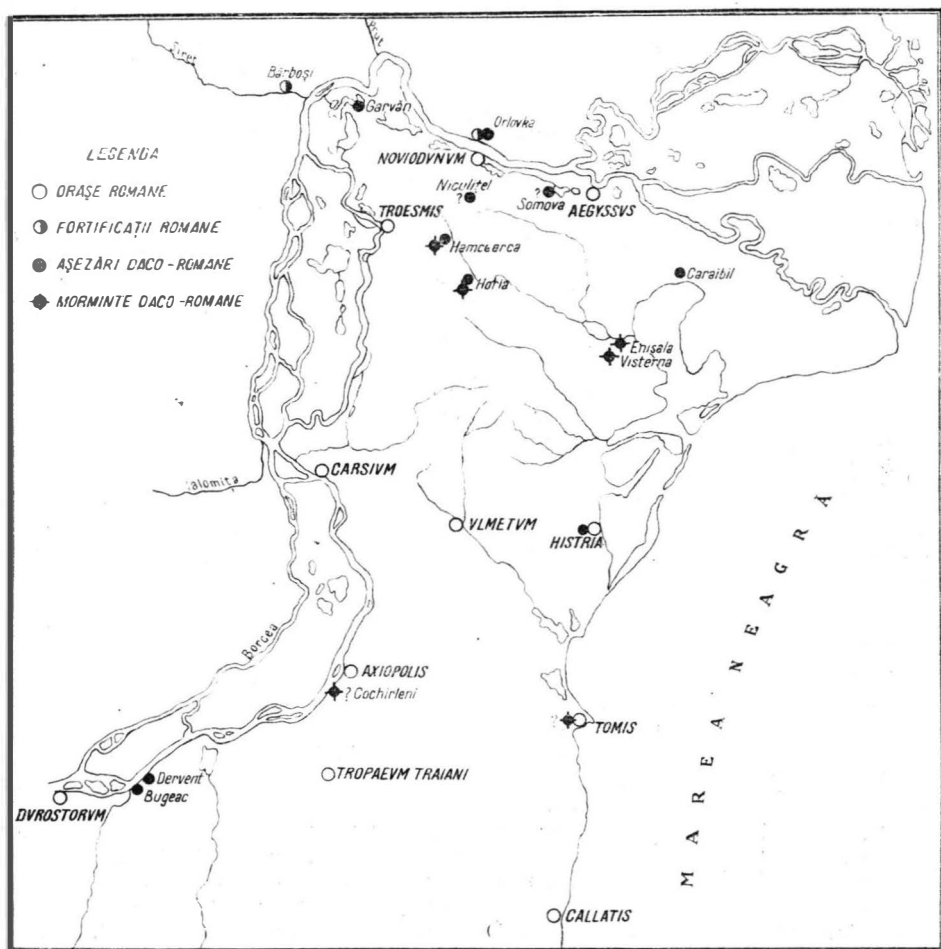 Siret
Prut
Bărboși
Garvăn
Orlovka
LEGENDA
ORAȘE ROMANE
FORTIFICAȚII ROMANE
AȘEZĂRI DACO-ROMANE
MORMINTE DACO-ROMANE
NOVIODVNVM
Niculițel
?
?
Somova
AEGYSSVS
TROESMIS
Hamcearca
Horia
Caraibil
Enisala
Visterna
CARSIVM
Ialomița
VLMETVM
HISTRIA
Borcea
AXIOPOLIS
? Cochirleni
?
TOMIS
TROPAEVM TRAIANI
Dervent
Bugeac
DVROSTORVM
CALLATIS
MAREA NEAGRĂ